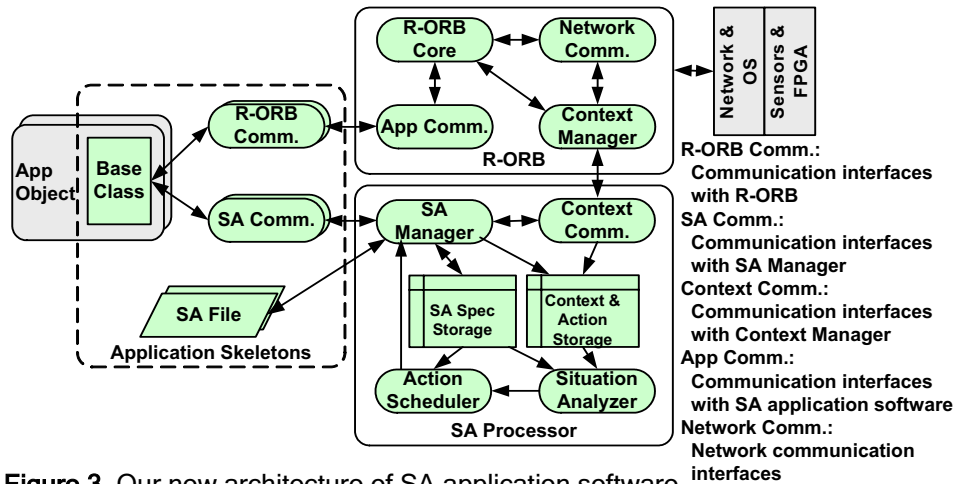 R-ORB
Core
Network
Comm.
App Comm.
Context
Manager
R-ORB
Network &
OS
Sensors &
FPGA
App
Object
Base
Class
R-ORB
Comm.
SA Comm.
SA File
Application Skeletons
SA
Manager
Context
Comm.
SA Spec
Storage
Context &
Action
Storage
Action
Scheduler
Situation
Analyzer
SA Processor
R-ORB Comm.:
Communication interfaces
with R-ORB
SA Comm.:
Communication interfaces
with SA Manager
Context Comm.:
Communication interfaces
with Context Manager
App Comm.:
Communication interfaces
with SA application software
Network Comm.:
Network communication
interfaces
Figure 3. Our new architecture of SA application software